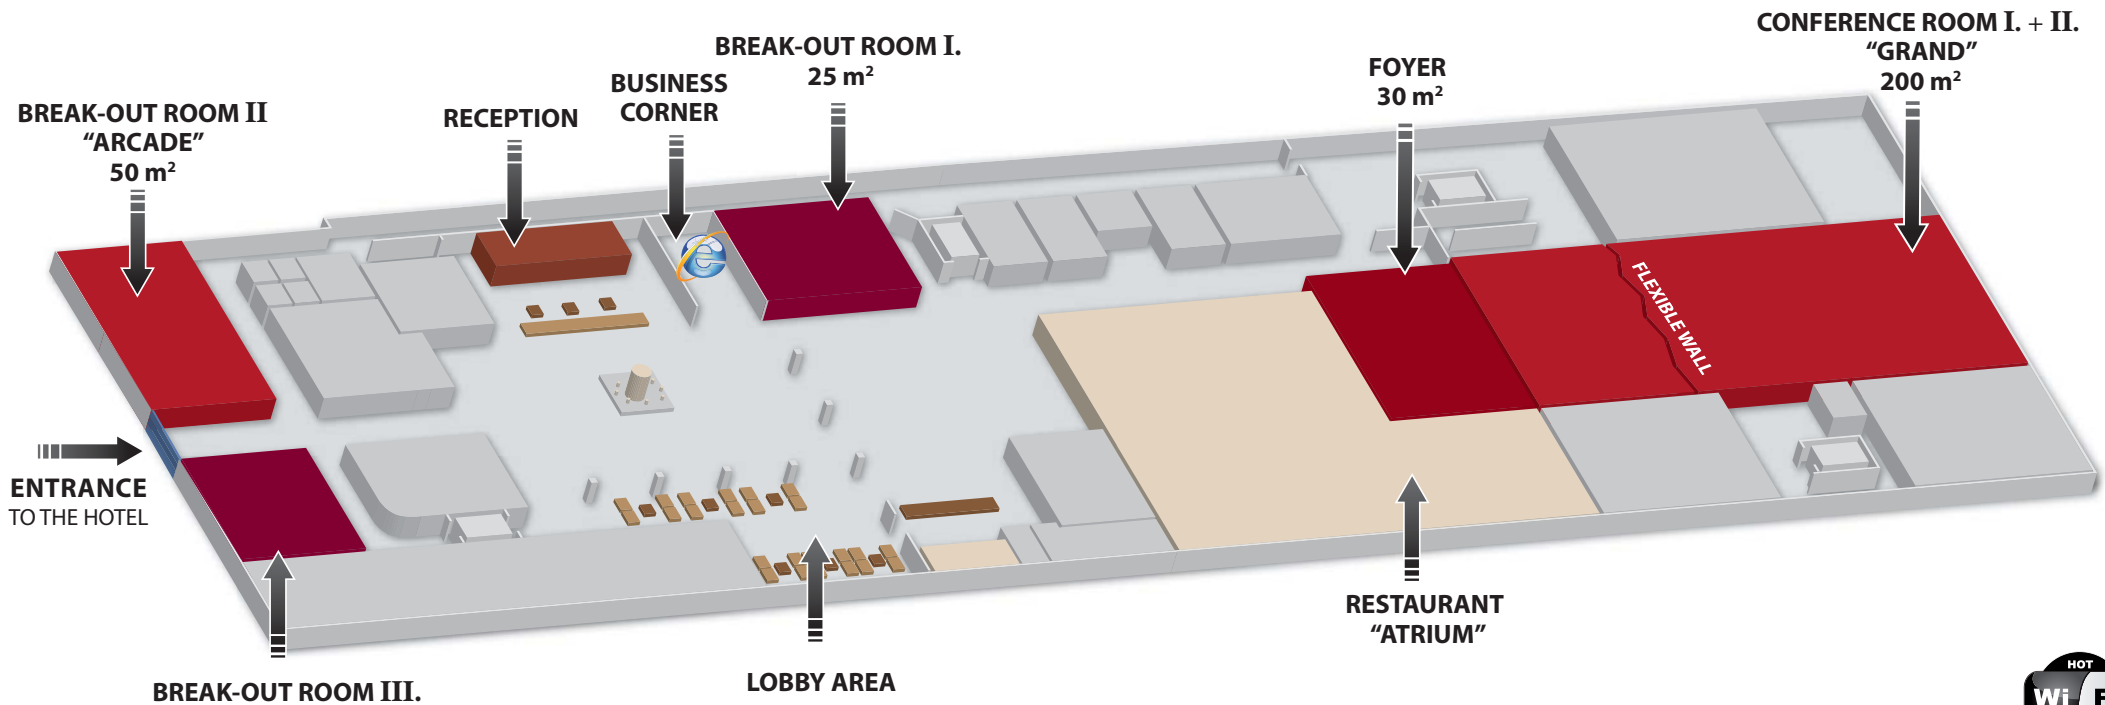 CONFERENCE ROOM I. + II.
“GRAND”
200 m²
BREAK-OUT ROOM I.
25 m²
FOYER
30 m²
BUSINESS
CORNER
BREAK-OUT ROOM II
“ARCADE”
50 m²
RECEPTION
FLEXIBLE WALL
ENTRANCE
TO THE HOTEL
RESTAURANT
“ATRIUM”
BREAK-OUT ROOM III.
LOBBY AREA
HOT
Wi F